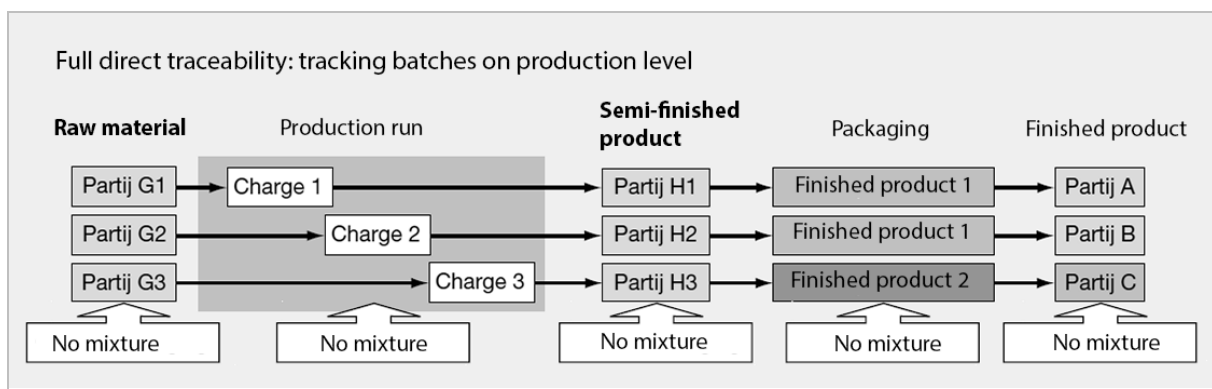 Full direct traceability: tracking batches on production level
Raw material
Production run
Semi-finished
product
Packaging
Finished product
Partij G1
Charge 1
Partij H1
Finished product 1
Partij A
Partij G2
Charge 2
Partij H2
Finished product 1
Partij B
Partij G3
Charge 3
Partij H3
Finished product 2
Partij C
No mixture
No mixture
No mixture
No mixture
No mixture